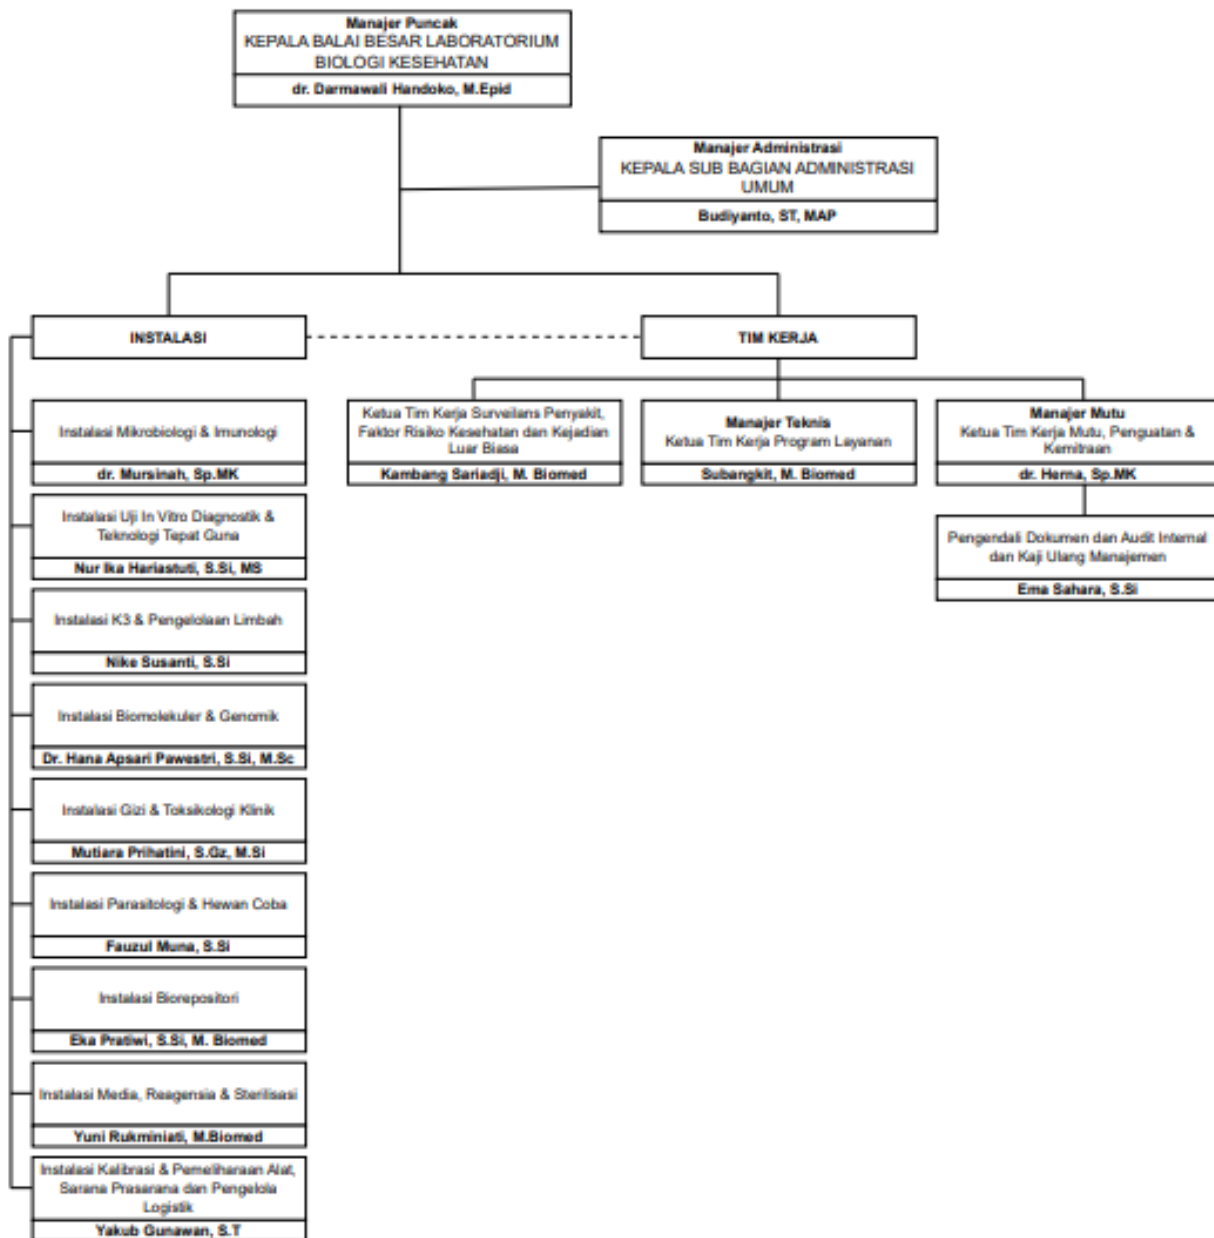 Manajer Puncak
KEPALA BALAI BESAR LABORATORIUM
BIOLOGI KESEHATAN
dr. Darmawali Handoko, M.Epid
Manajer Administrasi
KEPALA SUB BAGIAN ADMINISTRASI
UMUM
Budiyanto, ST, MAP
INSTALASI
TIM KERJA
Instalasi Mikrobiologi & Imunologi
dr. Mursinah, Sp.MK
Instalasi Uji In Vitro Diagnostik &
Teknologi Tepat Guna
Nur Ika Hariastuti, S.Si, MS
Instalasi K3 & Pengelolaan Limbah
Nike Susanti, S.Si
Instalasi Biomolekuler & Genomik
Dr. Hana Apsari Pawestri, S.Si, M.Sc
Instalasi Gizi & Toksikologi Klinik
Mutiara Prihatini, S.Gz, M.Si
Instalasi Parasitologi & Hewan Coba
Fauzul Muna, S.Si
Instalasi Biorepositori
Eka Pratiwi, S.Si, M. Biomed
Instalasi Media, Reagensia & Sterilisasi
Yuni Rukminiati, M.Biomed
Instalasi Kalibrasi & Pemeliharaan Alat,
Sarana Prasarana dan Pengelola
Logistik
Yakub Gunawan, S.T
Ketua Tim Kerja Surveilans Penyakit,
Faktor Risiko Kesehatan dan Kejadian
Luar Biasa
Kambang Sariadji, M. Biomed
Manajer Teknis
Ketua Tim Kerja Program Layanan
Subangkit, M. Biomed
Manajer Mutu
Ketua Tim Kerja Mutu, Penguatan &
Kemitraan
dr. Herna, Sp.MK
Pengendali Dokumen dan Audit Internal
dan Kaji Ulang Manajemen
Ema Sahara, S.Si